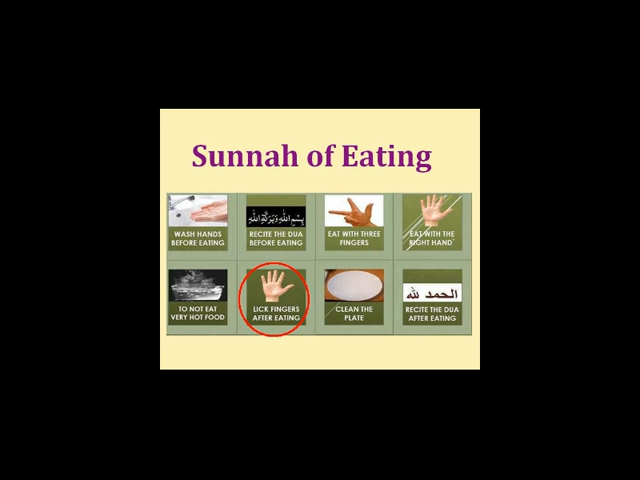 Sunnah of Eating
WASH HANDS
BEFORE EATING
بِسْمِ اللّٰهِ وَبَرَكَةِ اللّٰهِ
RECITE THE DUA
BEFORE EATING
EAT WITH THREE
FINGERS
EAT WITH THE
RIGHT HAND
TO NOT EAT
VERY HOT FOOD
LICK FINGERS
AFTER EATING
CLEAN THE
PLATE
الحمد لله
RECITE THE DUA
AFTER EATING